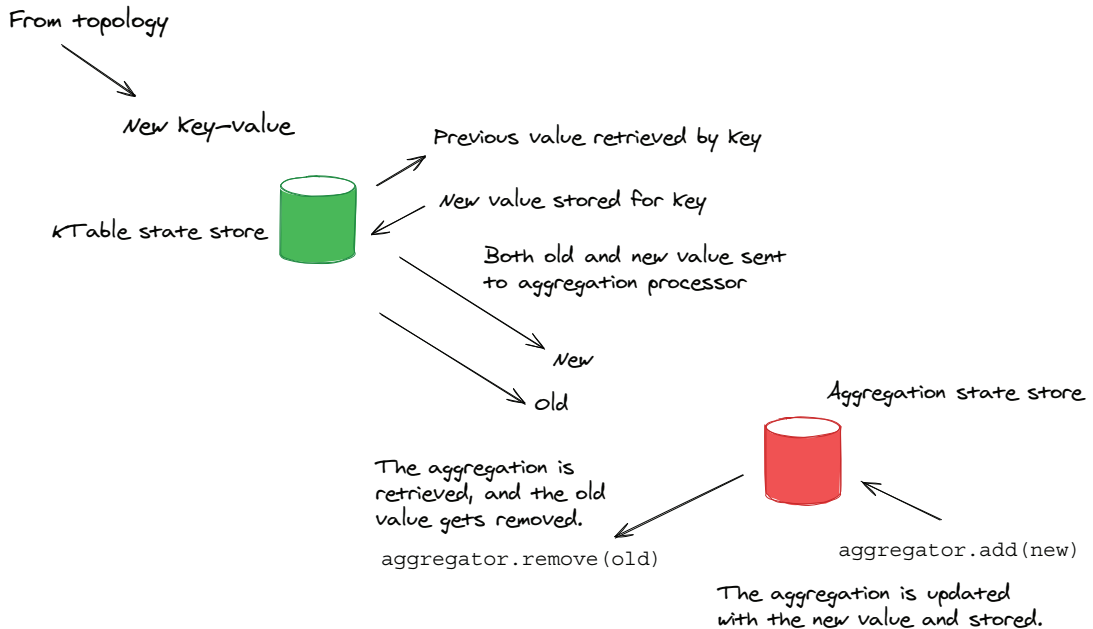 From topology
New key-value
Previous value retrieved by key
New value stored for key
KTable state store
Both old and new value sent
to aggregation processor
New
Old
Aggregation state store
The aggregation is
retrieved, and the old
value gets removed.
aggregator.remove(old)
aggregator.add(new)
The aggregation is updated
with the new value and stored.